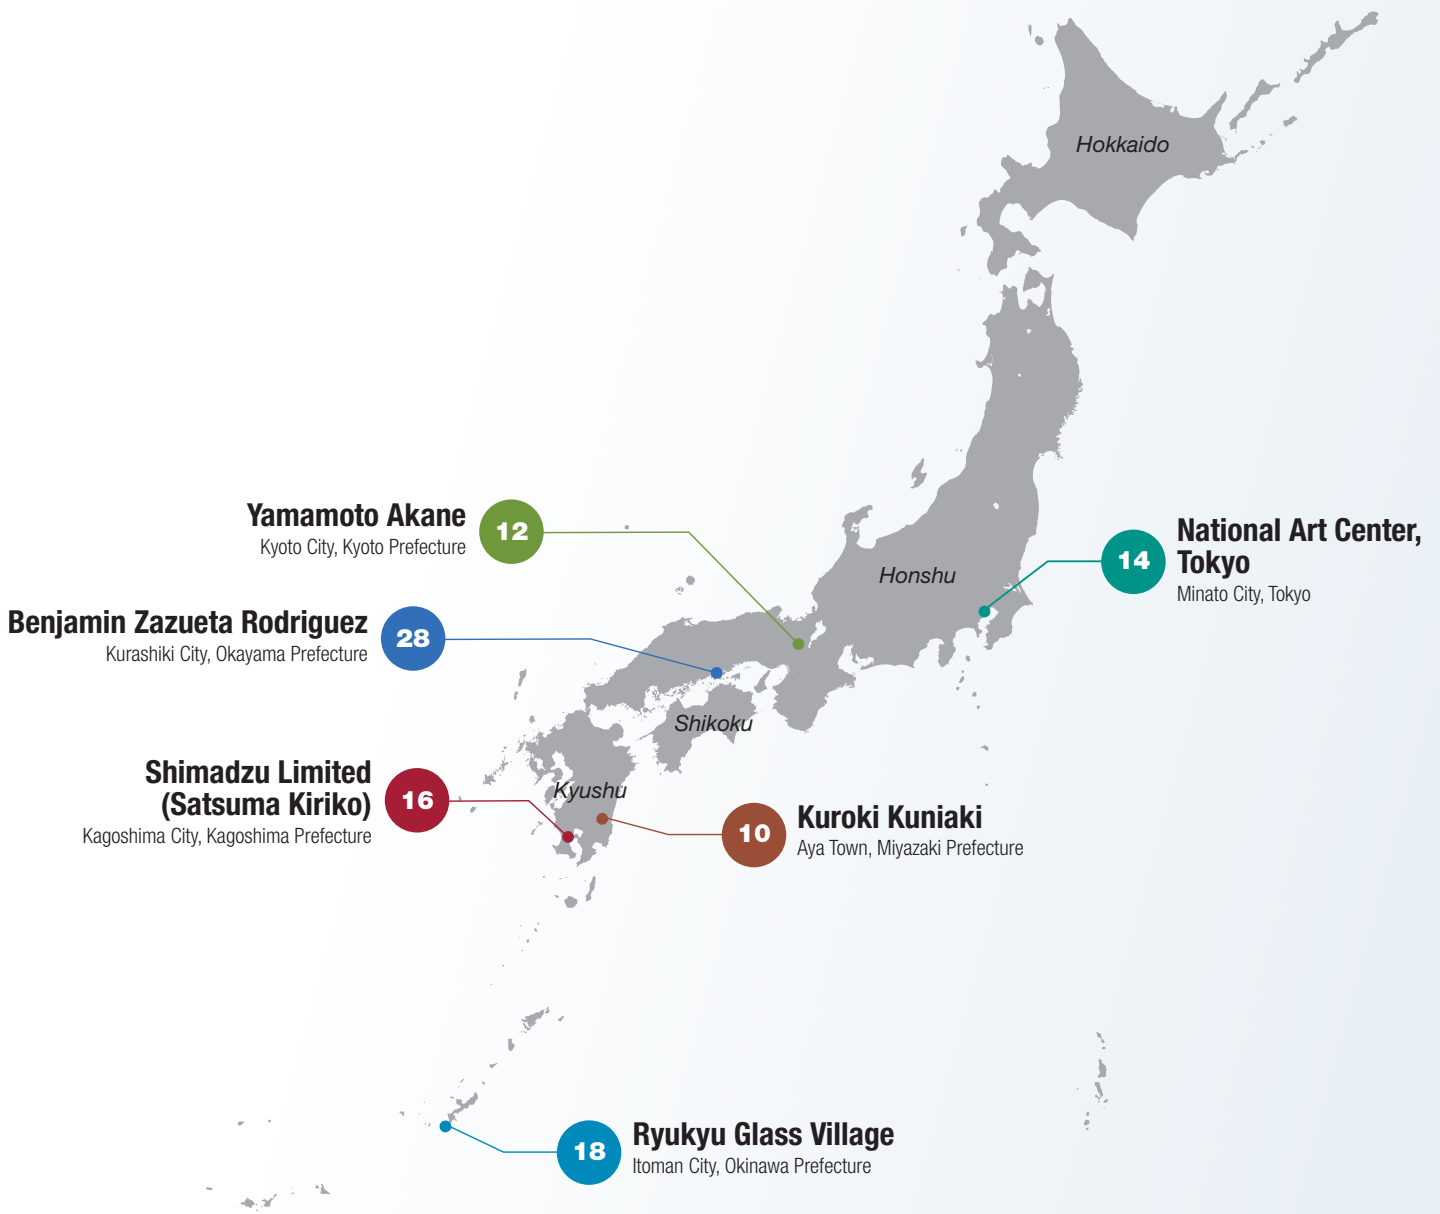 Hokkaido
Yamamoto Akane
Kyoto City, Kyoto Prefecture
12
National Art Center,
Tokyo
Minato City, Tokyo
14
Honshu
Benjamin Zazueta Rodriguez
Kurashiki City, Okayama Prefecture
28
Shikoku
Shimadzu Limited
(Satsuma Kiriko)
Kagoshima City, Kagoshima Prefecture
16
Kyushu
10
Kuroki Kuniaki
Aya Town, Miyazaki Prefecture
18
Ryukyu Glass Village
Itoman City, Okinawa Prefecture